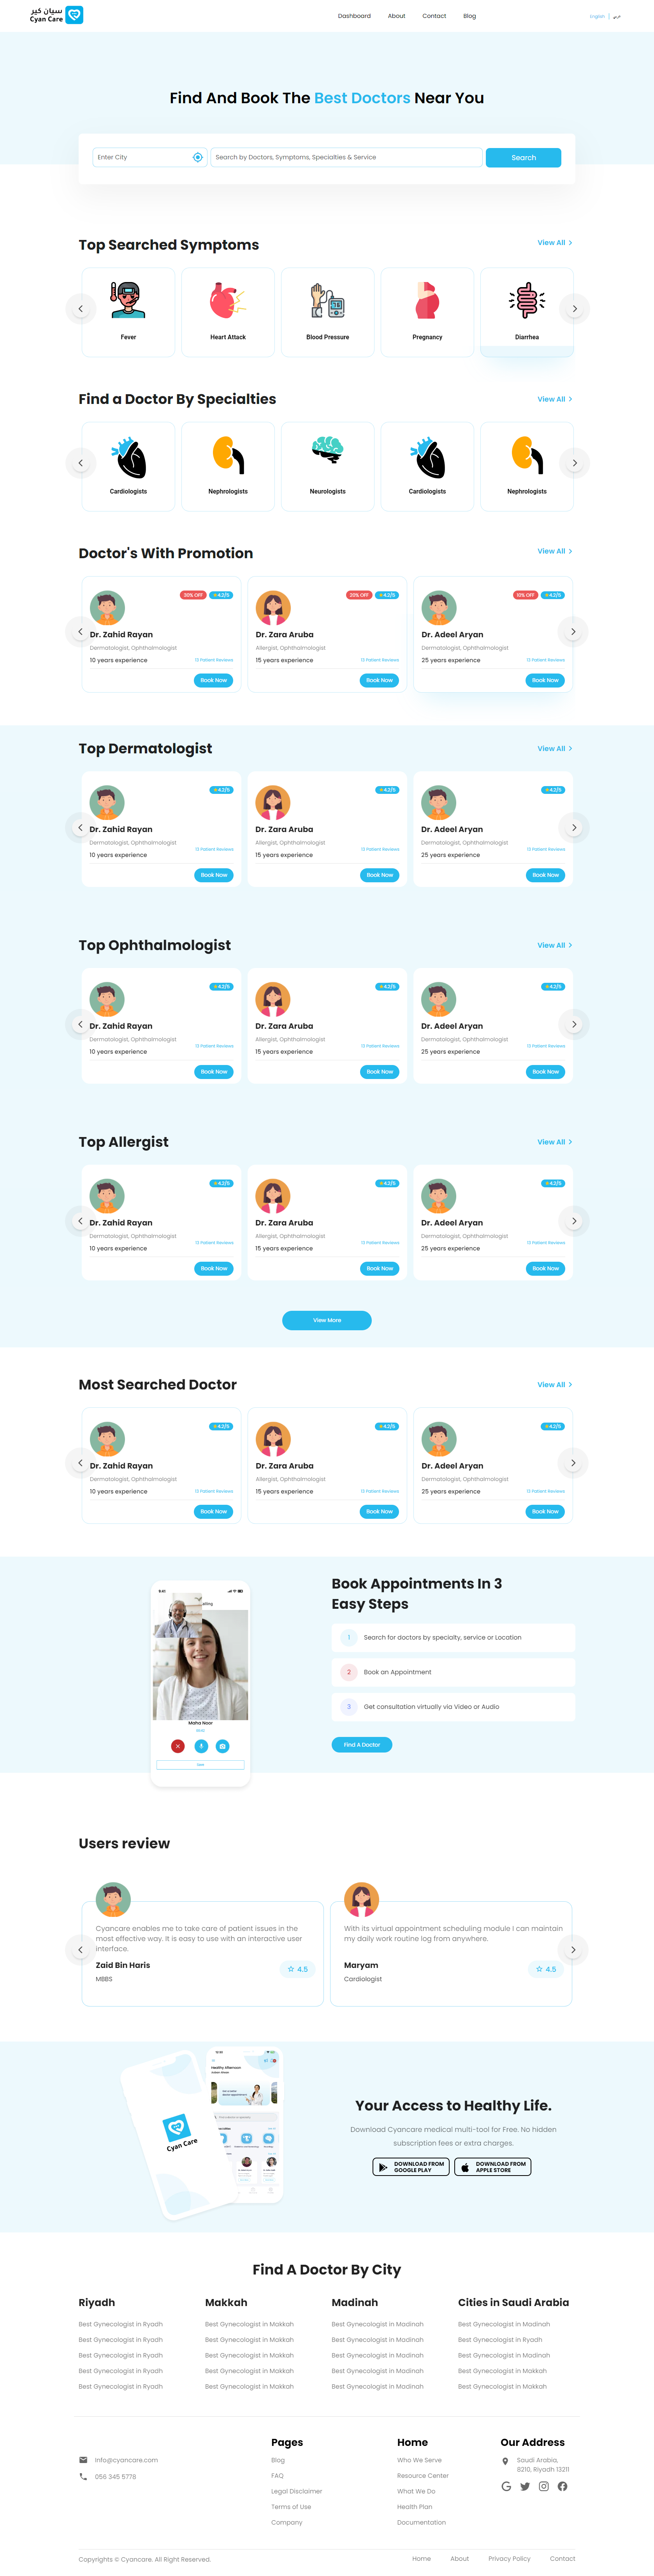 سيان كير
Cyan Care
Dashboard About Contact Blog
English | عربي
Find And Book The Best Doctors Near You
Enter City
Search by Doctors, Symptoms, Specialties & Service
Search
Top Searched Symptoms
View All
Fever
Heart Attack
Blood Pressure
Pregnancy
Diarrhea
Find a Doctor By Specialties
View All
Cardiologists
Nephrologists
Neurologists
Cardiologists
Nephrologists
Doctor's With Promotion
View All
30% OFF 4.2/5
Dr. Zahid Rayan
Dermatologist, Ophthalmologist
10 years experience
13 Patient Reviews
Book Now
20% OFF 4.2/5
Dr. Zara Aruba
Allergist, Ophthalmologist
15 years experience
13 Patient Reviews
Book Now
10% OFF 4.2/5
Dr. Adeel Aryan
Dermatologist, Ophthalmologist
25 years experience
13 Patient Reviews
Book Now
Top Dermatologist
View All
4.2/5
Dr. Zahid Rayan
Dermatologist, Ophthalmologist
10 years experience
13 Patient Reviews
Book Now
4.2/5
Dr. Zara Aruba
Allergist, Ophthalmologist
15 years experience
13 Patient Reviews
Book Now
4.2/5
Dr. Adeel Aryan
Dermatologist, Ophthalmologist
25 years experience
13 Patient Reviews
Book Now
Top Ophthalmologist
View All
4.2/5
Dr. Zahid Rayan
Dermatologist, Ophthalmologist
10 years experience
13 Patient Reviews
Book Now
4.2/5
Dr. Zara Aruba
Allergist, Ophthalmologist
15 years experience
13 Patient Reviews
Book Now
4.2/5
Dr. Adeel Aryan
Dermatologist, Ophthalmologist
25 years experience
13 Patient Reviews
Book Now
Top Allergist
View All
4.2/5
Dr. Zahid Rayan
Dermatologist, Ophthalmologist
10 years experience
13 Patient Reviews
Book Now
4.2/5
Dr. Zara Aruba
Allergist, Ophthalmologist
15 years experience
13 Patient Reviews
Book Now
4.2/5
Dr. Adeel Aryan
Dermatologist, Ophthalmologist
25 years experience
13 Patient Reviews
Book Now
View More
Most Searched Doctor
View All
4.2/5
Dr. Zahid Rayan
Dermatologist, Ophthalmologist
10 years experience
13 Patient Reviews
Book Now
4.2/5
Dr. Zara Aruba
Allergist, Ophthalmologist
15 years experience
13 Patient Reviews
Book Now
4.2/5
Dr. Adeel Aryan
Dermatologist, Ophthalmologist
25 years experience
13 Patient Reviews
Book Now
9:41
Maha Noor
Book Appointments In 3
Easy Steps
1 Search for doctors by specialty, service or Location
2 Book an Appointment
3 Get consultation virtually via Video or Audio
Find A Doctor
Users review
Cyancare enables me to take care of patient issues in the
most effective way. It is easy to use with an interactive user
interface.
Zaid Bin Haris
MBBS
4.5
With its virtual appointment scheduling module I can maintain
my daily work routine log from anywhere.
Maryam
Cardiologist
4.5
Cyan Care
Healthy Afternoon
Your Access to Healthy Life.
Download Cyancare medical multi-tool for Free. No hidden
subscription fees or extra charges.
DOWNLOAD FROM
GOOGLE PLAY
DOWNLOAD FROM
APPLE STORE
Find A Doctor By City
Riyadh
Best Gynecologist in Ryadh
Best Gynecologist in Ryadh
Best Gynecologist in Ryadh
Best Gynecologist in Ryadh
Best Gynecologist in Ryadh
Makkah
Best Gynecologist in Makkah
Best Gynecologist in Makkah
Best Gynecologist in Makkah
Best Gynecologist in Makkah
Best Gynecologist in Makkah
Madinah
Best Gynecologist in Madinah
Best Gynecologist in Madinah
Best Gynecologist in Madinah
Best Gynecologist in Madinah
Best Gynecologist in Madinah
Cities in Saudi Arabia
Best Gynecologist in Madinah
Best Gynecologist in Ryadh
Best Gynecologist in Madinah
Best Gynecologist in Makkah
Best Gynecologist in Makkah
Info@cyancare.com
056 345 5778
Pages
Blog
FAQ
Legal Disclaimer
Terms of Use
Company
Home
Who We Serve
Resource Center
What We Do
Health Plan
Documentation
Our Address
Saudi Arabia,
8210, Riyadh 13211
Copyrights © Cyancare. All Right Reserved.
Home About Privacy Policy Contact